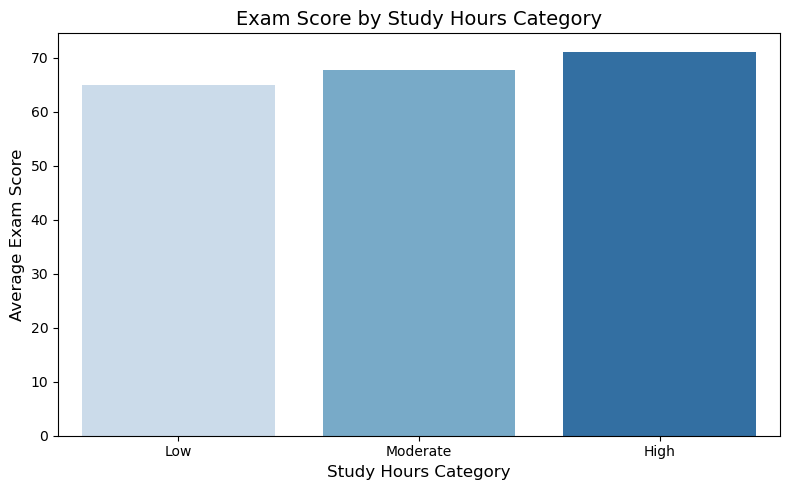 Exam Score by Study Hours Category
Average Exam Score
70
60
50
40
30
20
10
0
Low Moderate High
Study Hours Category